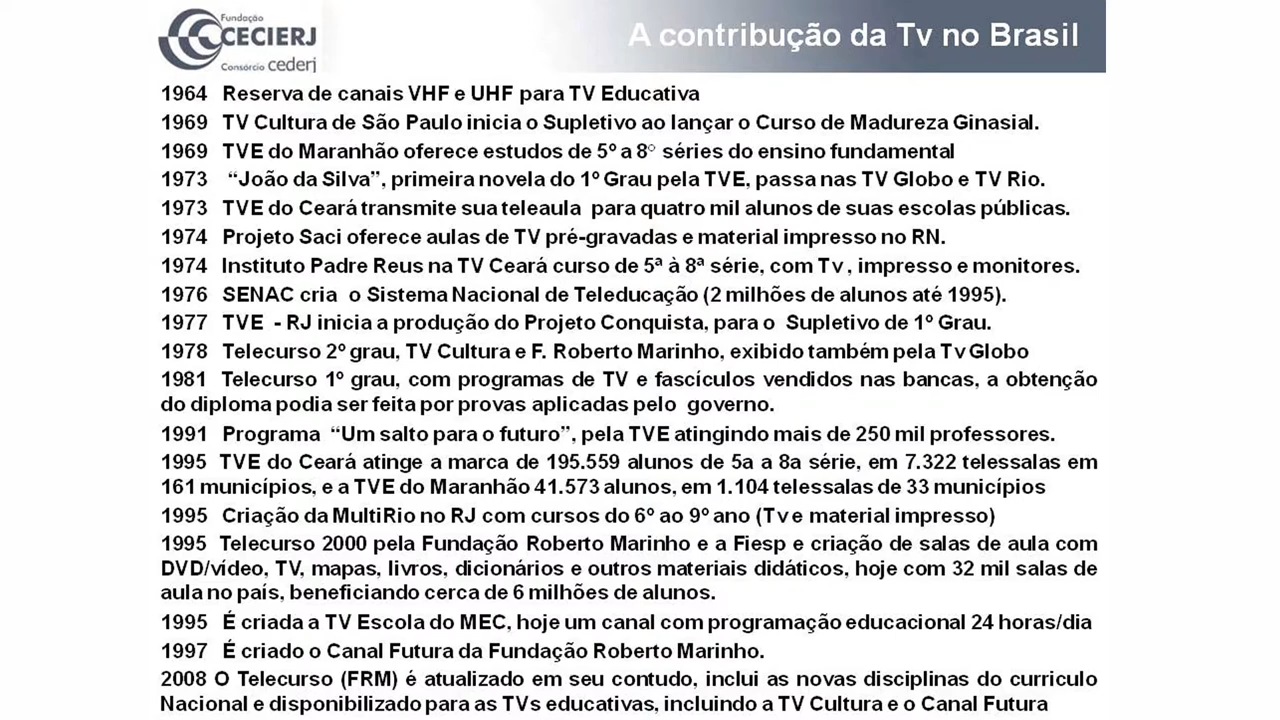 Fundação
CECIERJ
Consórcio cederj
A contribução da Tv no Brasil
1964 Reserva de canais VHF e UHF para TV Educativa
1969 TV Cultura de São Paulo inicia o Supletivo ao lançar o Curso de Madureza Ginasial.
1969 TVE do Maranhão oferece estudos de 5º a 8○ séries do ensino fundamental
1973 “João da Silva”, primeira novela do 1º Grau pela TVE, passa nas TV Globo e TV Rio.
1973 TVE do Ceará transmite sua teleaula para quatro mil alunos de suas escolas públicas.
1974 Projeto Saci oferece aulas de TV pré-gravadas e material impresso no RN.
1974 Instituto Padre Reus na TV Ceará curso de 5ª à 8ª série, com Tv, impresso e monitores.
1976 SENAC cria o Sistema Nacional de Teleducação (2 milhões de alunos até 1995).
1977 TVE - RJ inicia a produção do Projeto Conquista, para o Supletivo de 1º Grau.
1978 Telecurso 2º grau, TV Cultura e F. Roberto Marinho, exibido também pela Tv Globo
1981 Telecurso 1º grau, com programas de TV e fascículos vendidos nas bancas, a obtenção
do diploma podia ser feita por provas aplicadas pelo governo.
1991 Programa “Um salto para o futuro”, pela TVE atingindo mais de 250 mil professores.
1995 TVE do Ceará atinge a marca de 195.559 alunos de 5a a 8a série, em 7.322 telessalas em
161 municípios, e a TVE do Maranhão 41.573 alunos, em 1.104 telessalas de 33 municípios
1995 Criação da MultiRio no RJ com cursos do 6º ao 9º ano (Tv e material impresso)
1995 Telecurso 2000 pela Fundação Roberto Marinho e a Fiesp e criação de salas de aula com
DVD/vídeo, TV, mapas, livros, dicionários e outros materiais didáticos, hoje com 32 mil salas de
aula no país, beneficiando cerca de 6 milhões de alunos.
1995 É criada a TV Escola do MEC, hoje um canal com programação educacional 24 horas/dia
1997 É criado o Canal Futura da Fundação Roberto Marinho.
2008 O Telecurso (FRM) é atualizado em seu contudo, inclui as novas disciplinas do curriculo
Nacional e disponibilizado para as TVs educativas, incluindo a TV Cultura e o Canal Futura